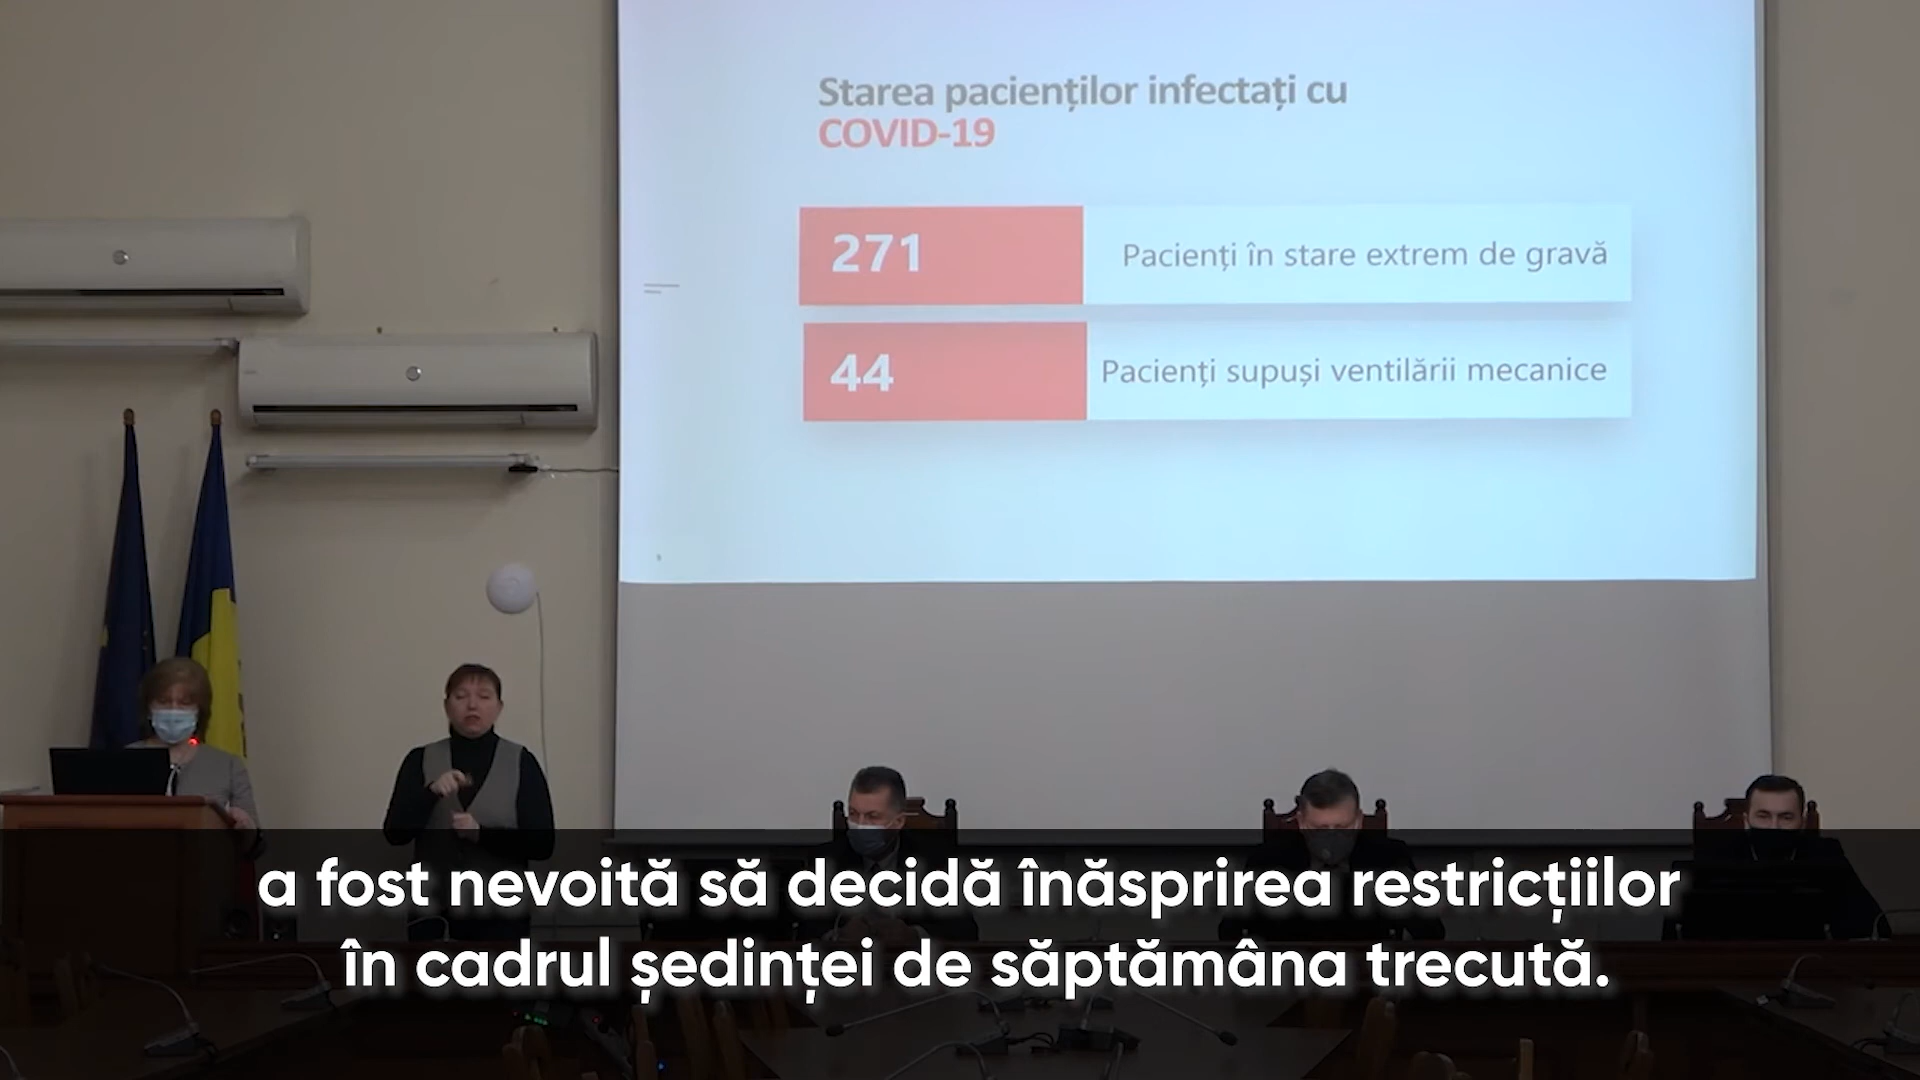 Starea pacienților infectați cu
COVID-19
271 Pacienți în stare extrem de gravă
44 Pacienți supuși ventilării mecanice
a fost nevoită să decidă înăsprirea restricțiilor
în cadrul ședinței de săptămâna trecută.